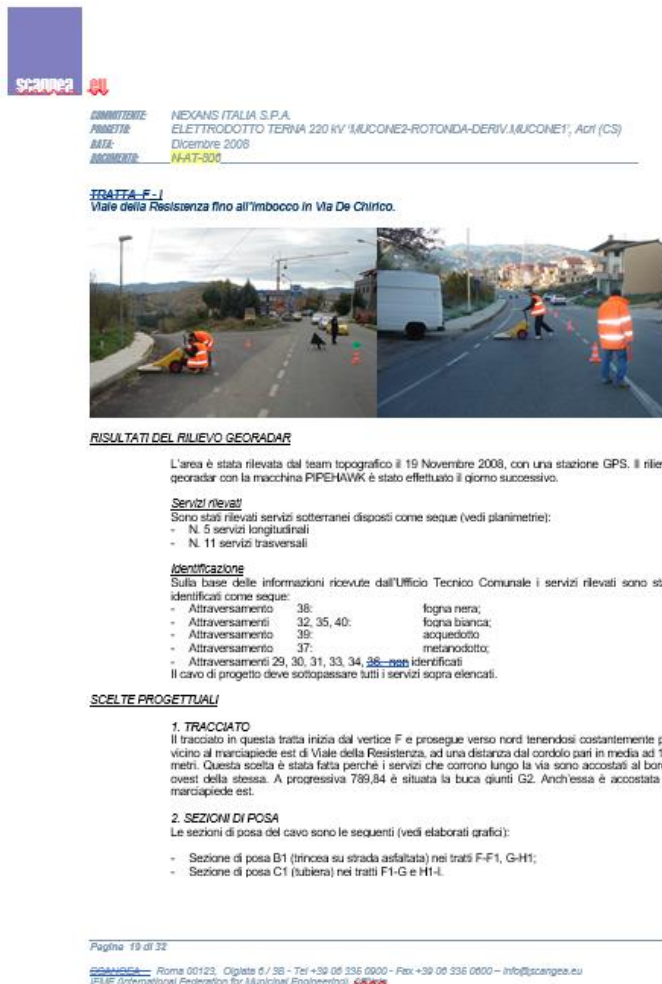 scangea .eu
COMMITTENTE: NEXANS ITALIA S.P.A.
PROGETTO: ELETTRODOTTO TERNA 220 kV 'MUCONE2-ROTONDA-DERIV.MUCONE1', Acri (CS)
DATA: Dicembre 2008
DOCUMENTO: N-AT-806
TRATTA F - I
Viale della Resistenza fino all'imbocco in Via De Chirico.
RISULTATI DEL RILIEVO GEORADAR
L'area è stata rilevata dal team topografico il 19 Novembre 2008, con una stazione GPS. Il riliev
georadar con la macchina PIPEHAWK è stato effettuato il giorno successivo.
Servizi rilevati
Sono stati rilevati servizi sotterranei disposti come segue (vedi planimetrie):
- N. 5 servizi longitudinali
- N. 11 servizi trasversali
Identificazione
Sulla base delle informazioni ricevute dall'Ufficio Tecnico Comunale i servizi rilevati sono sta
identificati come segue:
- Attraversamento 38: fogna nera;
- Attraversamenti 32, 35, 40: fogna bianca;
- Attraversamento 39: acquedotto
- Attraversamento 37: metanodotto;
- Attraversamenti 29, 30, 31, 33, 34, 36: non identificati
Il cavo di progetto deve sottopassare tutti i servizi sopra elencati.
SCELTE PROGETTUALI
1. TRACCIATO
Il tracciato in questa tratta inizia dal vertice F e prosegue verso nord tenendosi costantemente p
vicino al marciapiede est di Viale della Resistenza, ad una distanza dal cordolo pari in media ad 1
metri. Questa scelta è stata fatta perché i servizi che corrono lungo la via sono accostati al bor
ovest della stessa. A progressiva 789,84 è situata la buca giunti G2. Anch'essa è accostata
marciapiede est.
2. SEZIONI DI POSA
Le sezioni di posa del cavo sono le seguenti (vedi elaborati grafici):
- Sezione di posa B1 (trincea su strada asfaltata) nei tratti F-F1, G-H1;
- Sezione di posa C1 (tubiera) nei tratti F1-G e H1-I.
Pagina 19 di 32
SCANGEA Roma 00123, Olgiata 6 / 3B - Tel +39 06 335 0900 - Fax +39 06 335 0600 – info@scangea.eu
IFME (International Federation for Municipal Engineering)